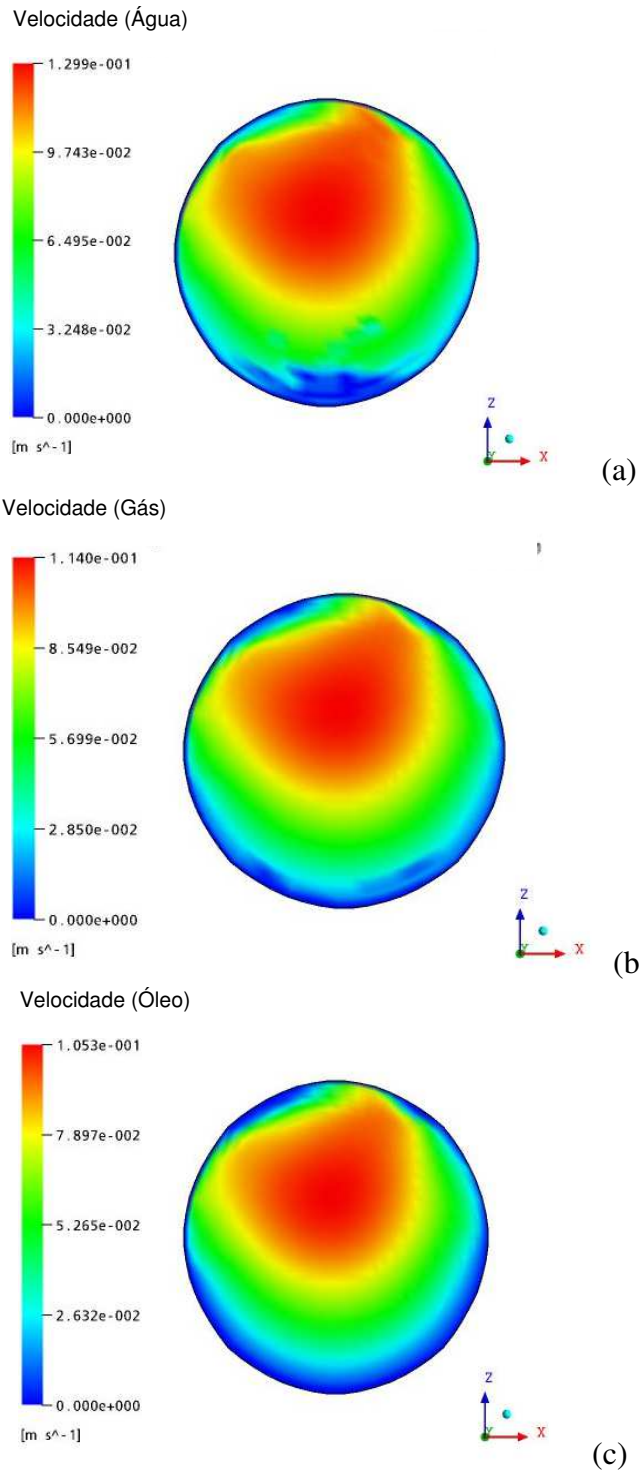 Velocidade (Água)
1.299e-001
9.743e-002
6.495e-002
3.248e-002
0.000e+000
[m s^-1]
Z
Y
X
(a)
Velocidade (Gás)
1.140e-001
8.549e-002
5.699e-002
2.850e-002
0.000e+000
[m s^-1]
Z
Y
X
(b
Velocidade (Óleo)
1.053e-001
7.897e-002
5.265e-002
2.632e-002
0.000e+000
[m s^-1]
Z
Y
X
(c)